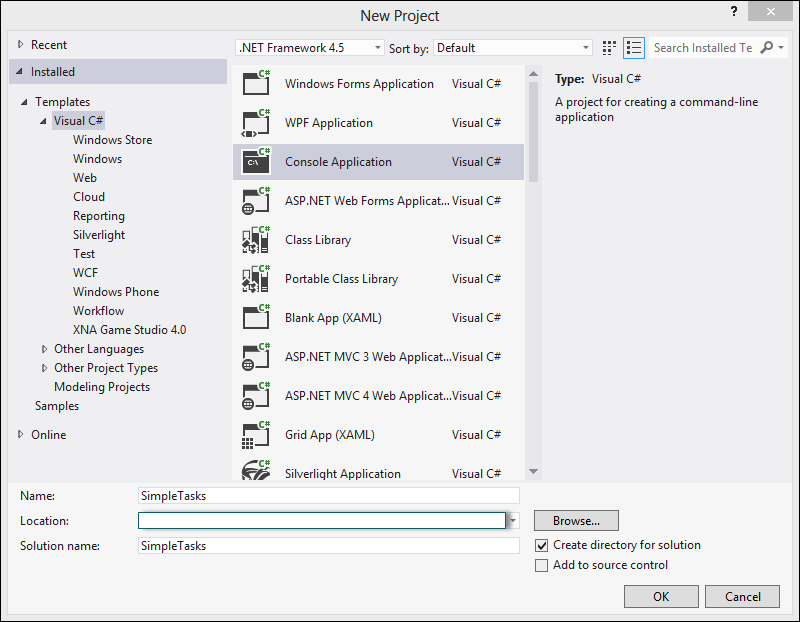 New Project
?
Recent
.NET Framework 4.5
Sort by:
Default
Search Installed Te
Installed
Templates
Visual C#
Windows Store
Windows
Web
Cloud
Reporting
Silverlight
Test
WCF
Windows Phone
Workflow
XNA Game Studio 4.0
Other Languages
Other Project Types
Modeling Projects
Samples
Online
C# Windows Forms Application Visual C#
C# WPF Application Visual C#
C# C:\ Console Application Visual C#
C# ASP.NET Web Forms Applicat... Visual C#
C# Class Library Visual C#
C# Portable Class Library Visual C#
C# Blank App (XAML) Visual C#
C# ASP.NET MVC 3 Web Applicat... Visual C#
C# ASP.NET MVC 4 Web Applicat... Visual C#
C# Grid App (XAML) Visual C#
C# Silverlight Application Visual C#
Type: Visual C#
A project for creating a command-line
application
Name: SimpleTasks
Location:
Browse...
Solution name: SimpleTasks
Create directory for solution
Add to source control
OK
Cancel